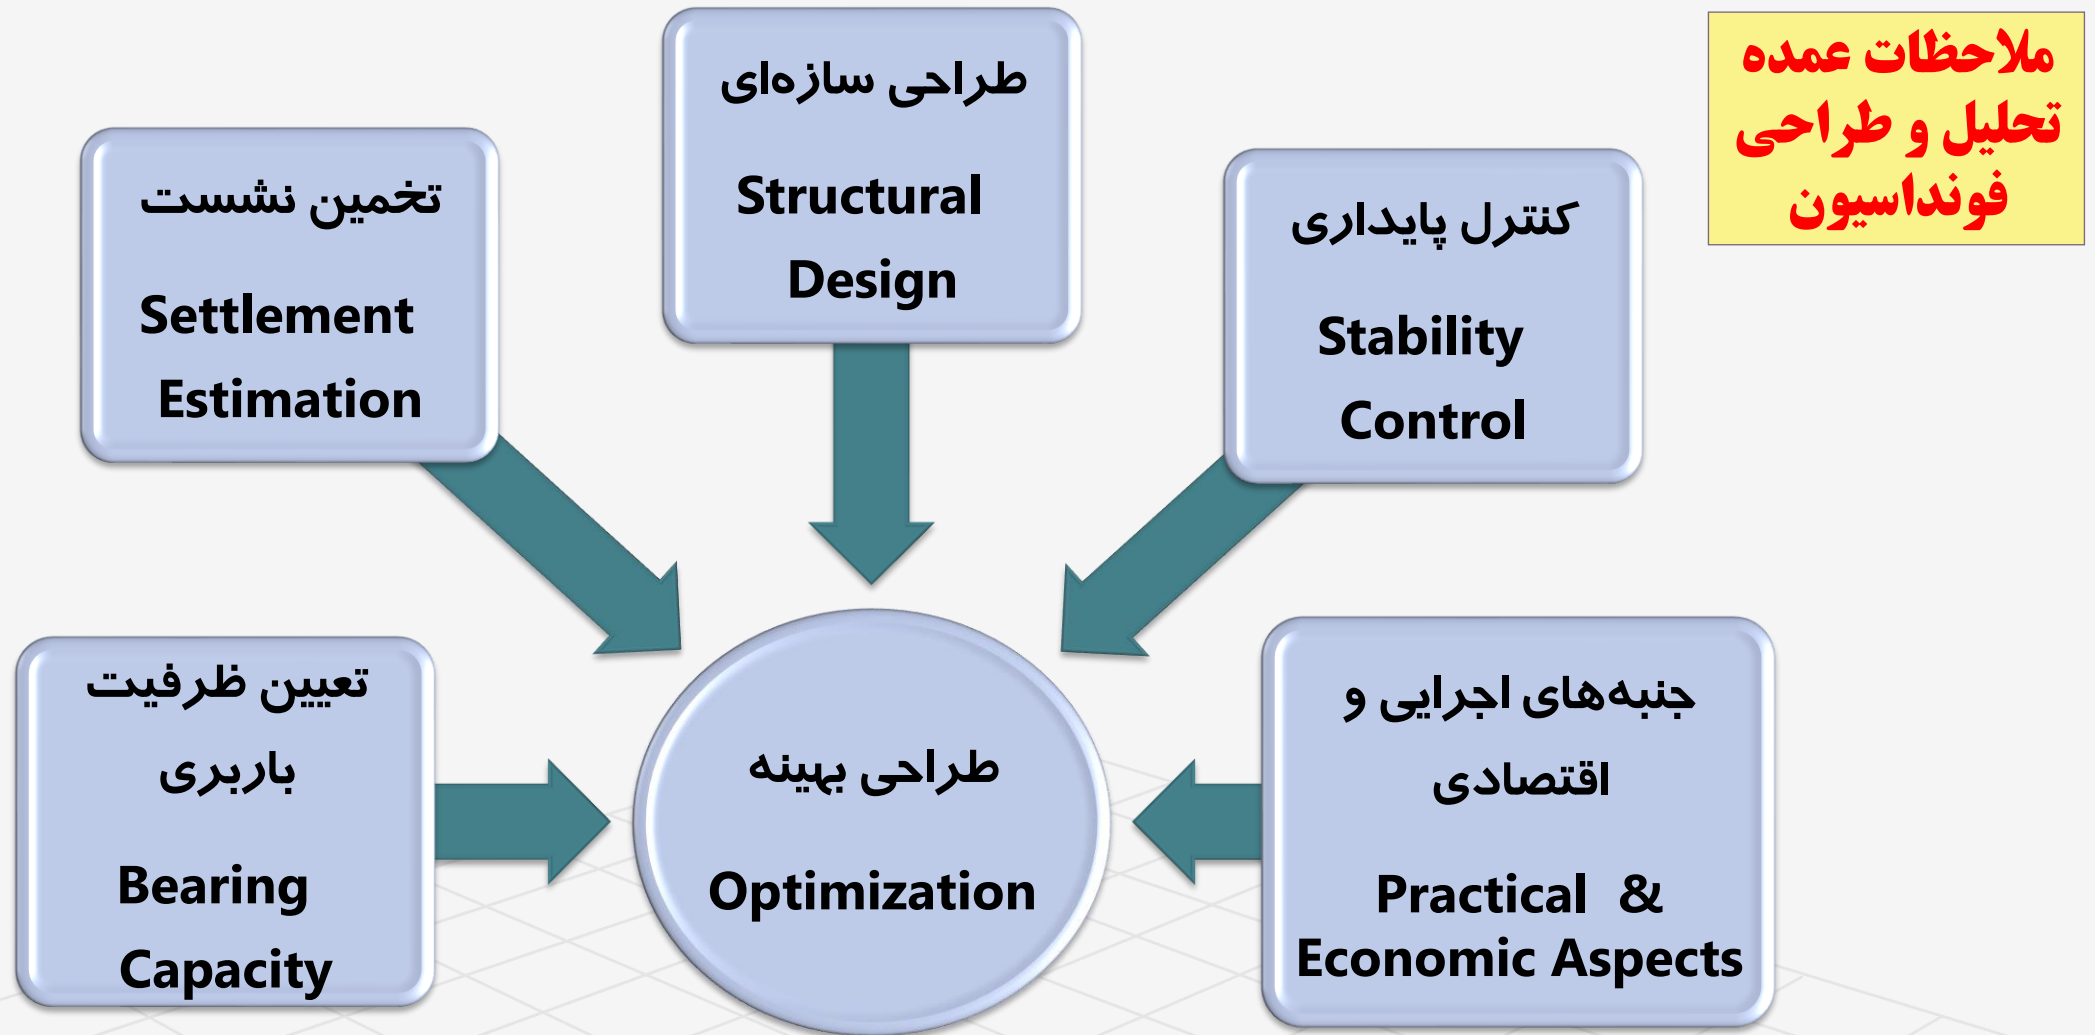 ملاحظات عمده
تحلیل و طراحی
فونداسیون
طراحی سازه‌ای
Structural
Design
تخمین نشست
Settlement
Estimation
کنترل پایداری
Stability
Control
تعیین ظرفیت
باربری
Bearing
Capacity
طراحی بهینه
Optimization
جنبه‌های اجرایی و
اقتصادی
Practical & 
Economic Aspects